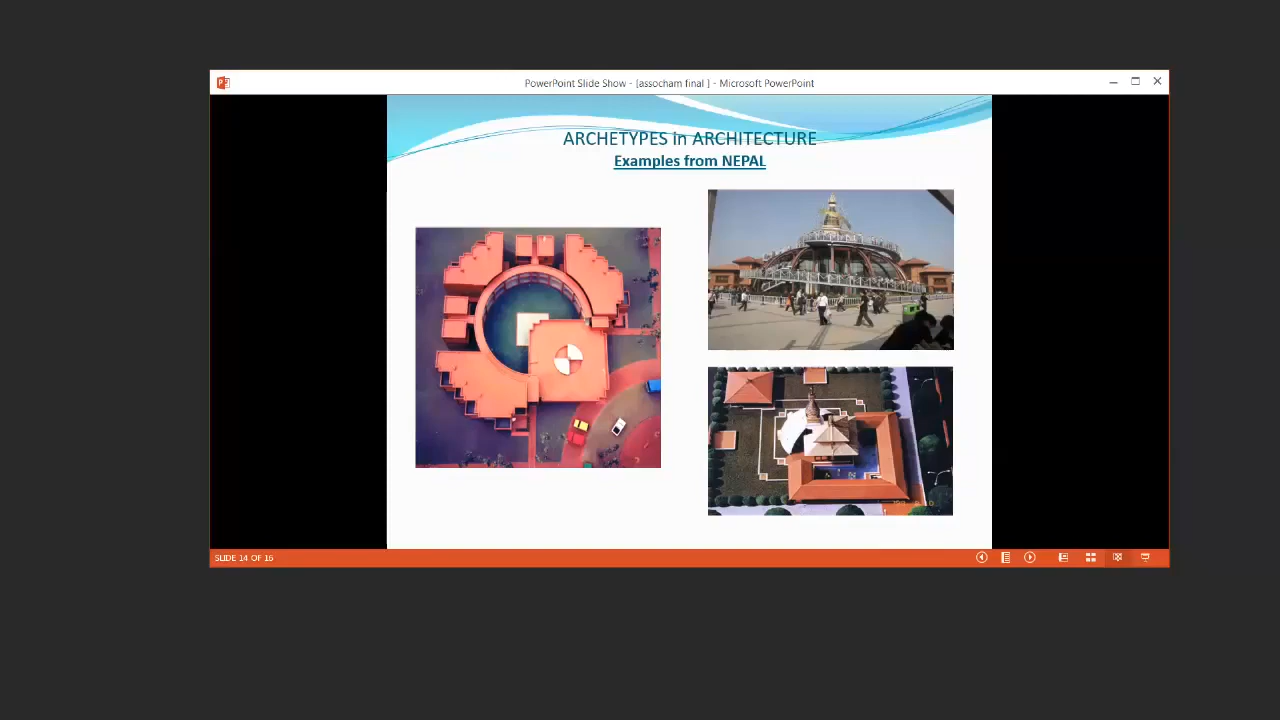 PowerPoint Slide Show - [assocham final ] - Microsoft PowerPoint
ARCHETYPES in ARCHITECTURE
Examples from NEPAL
SLIDE 14 OF 16